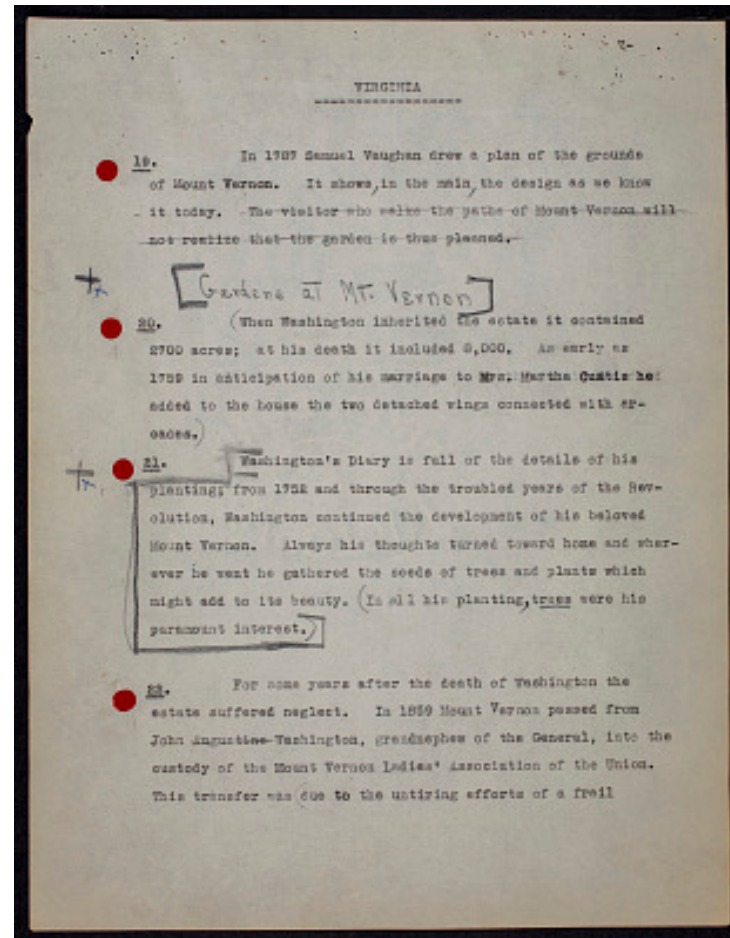 2-
VIRGINIA
19. In 1787 Samuel Vaughan drew a plan of the grounds
of Mount Vernon. It shows, in the main, the design as we know
it today. The visitor who walks the paths of Mount Vernon will
not realize that the garden is thus planned.
[Gardens at Mt. Vernon]
20. (When Washington inherited the estate it contained
2700 acres; at his death it included 8,000. As early as
1759 in anticipation of his marriage to Mrs. Martha Custis he
added to the house the two detached wings connected with ar-
cades.)
21. Washington's Diary is full of the details of his
planting; from 1752 and through the troubled years of the Rev-
olution, Washington continued the development of his beloved
Mount Vernon. Always his thoughts turned toward home and wher-
ever he went he gathered the seeds of trees and plants which
might add to its beauty. (In all his planting, trees were his
paramount interest.)
22. For some years after the death of Washington the
estate suffered neglect. In 1859 Mount Vernon passed from
John Augustine Washington, grandnephew of the General, into the
custody of the Mount Vernon Ladies' Association of the Union.
This transfer was (due to the untiring efforts of a frail